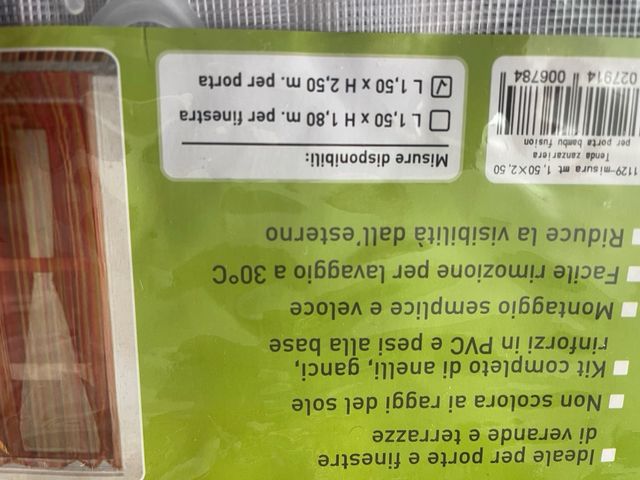 Ideale per porte e finestre
di verande e terrazze
Non scolora ai raggi del sole
Kit completo di anelli, ganci,
rinforzi in PVC e pesi alla base
Montaggio semplice e veloce
Facile rimozione per lavaggio a 30°C
Riduce la visibilità dall'esterno
1129-misura mt. 1,50X2,50
Tenda zanzariera
per porta bambu fusion
027914 006784
Misure disponibili:
L 1,50 x H 1,80 m. per finestra
L 1,50 x H 2,50 m. per porta